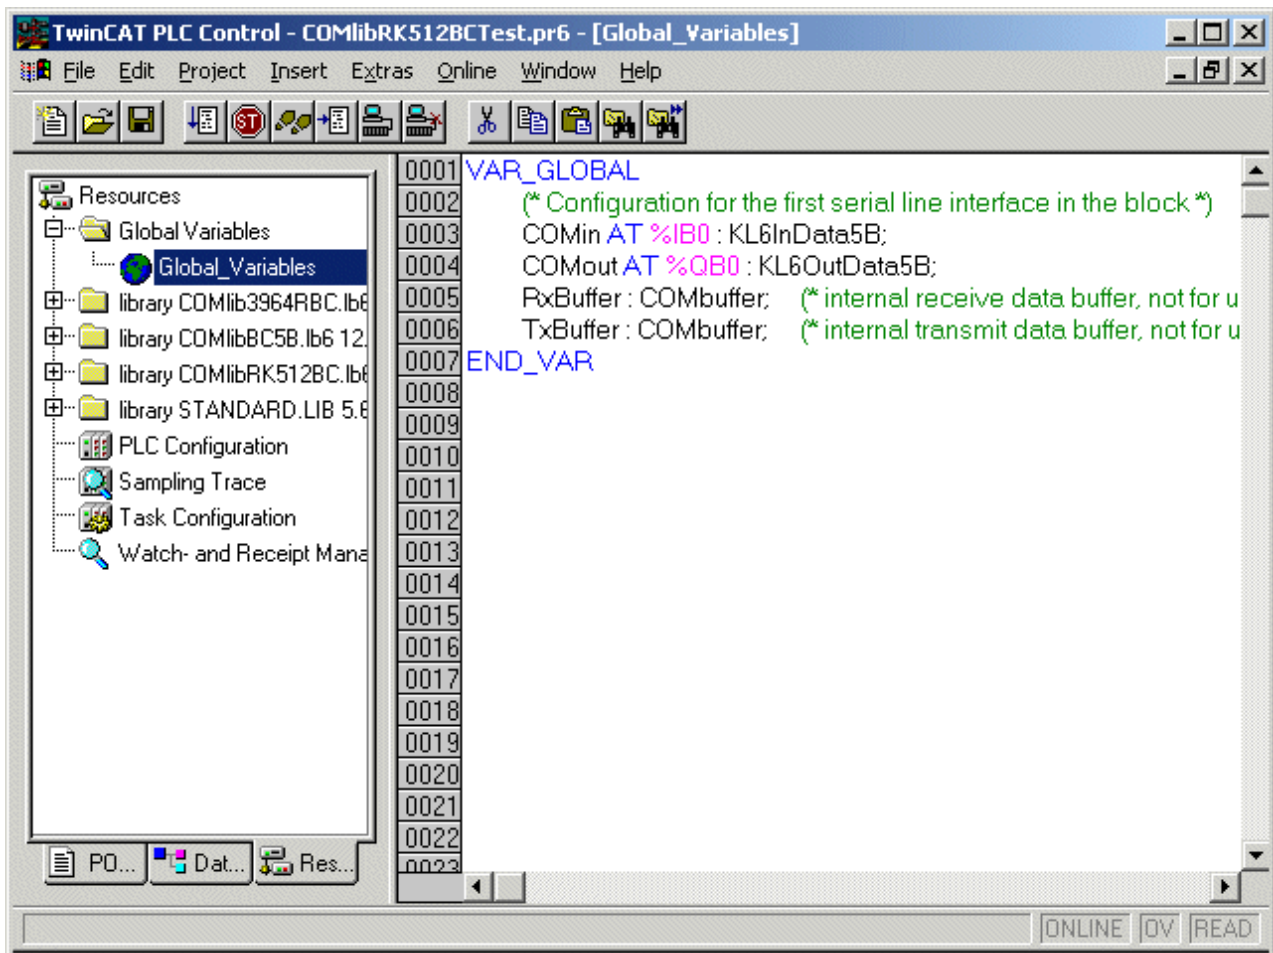 TwinCAT PLC Control - COMlibRK512BCTest.pr6 - [Global_Variables]
File Edit Project Insert Extras Online Window Help
ST
Resources
Global Variables
Global_Variables
library COMlib3964RBC.lb6
library COMlibBC5B.lb6 12.
library COMlibRK512BC.lb6
library STANDARD.LIB 5.6
PLC Configuration
Sampling Trace
Task Configuration
Watch- and Receipt Mana
PO... Dat... Res...
0001 VAR_GLOBAL
0002 (* Configuration for the first serial line interface in the block *)
0003 COMin AT %IB0 : KL6InData5B;
0004 COMout AT %QB0 : KL6OutData5B;
0005 RxBuffer : COMbuffer; (* internal receive data buffer, not for u
0006 TxBuffer : COMbuffer; (* internal transmit data buffer, not for u
0007 END_VAR
0008
0009
0010
0011
0012
0013
0014
0015
0016
0017
0018
0019
0020
0021
0022
0023
ONLINE OV READ